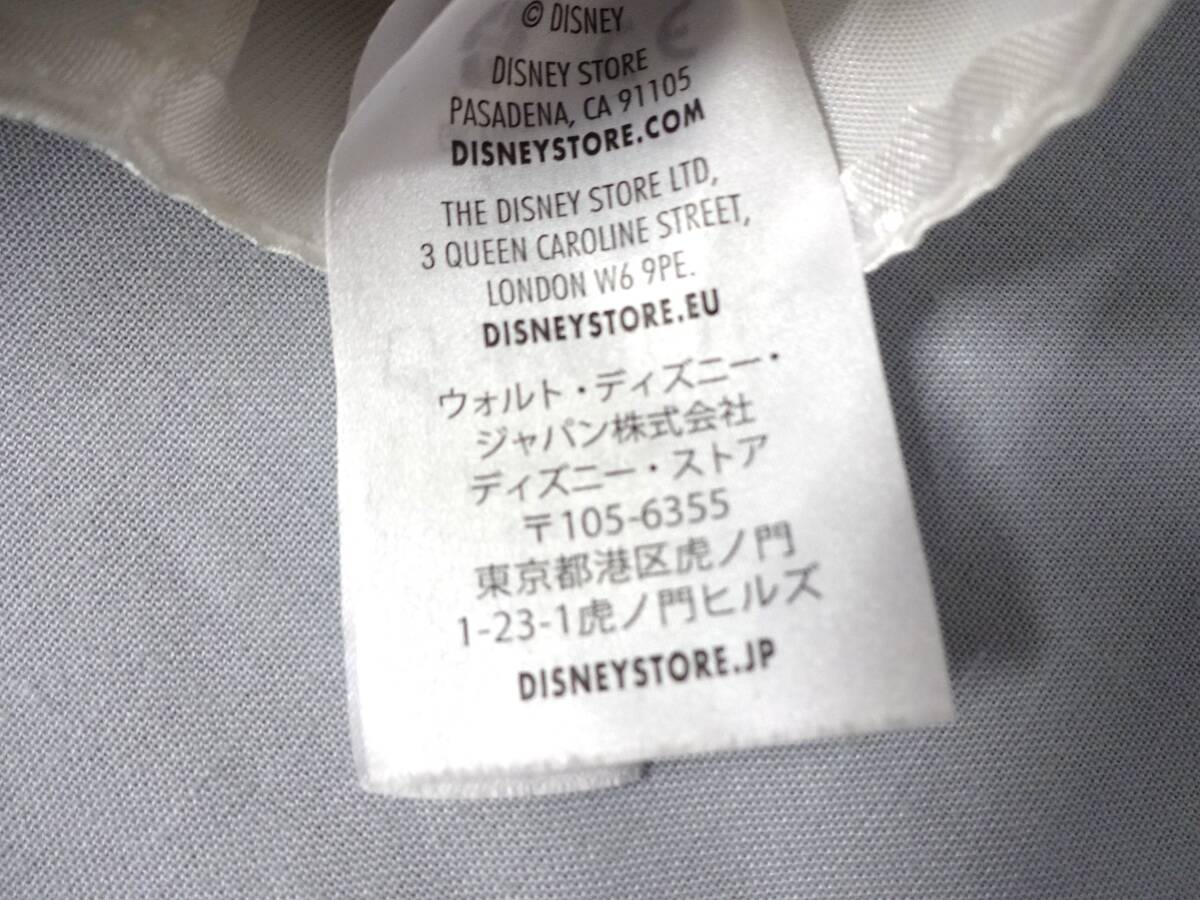 © DISNEY
DISNEY STORE
PASADENA, CA 91105
DISNEYSTORE.COM
THE DISNEY STORE LTD,
3 QUEEN CAROLINE STREET,
LONDON W6 9PE.
DISNEYSTORE.EU
ウォルト・ディズニー・
ジャパン株式会社
ディズニー・ストア
〒105-6355
東京都港区虎ノ門
1-23-1虎ノ門ヒルズ
DISNEYSTORE.JP